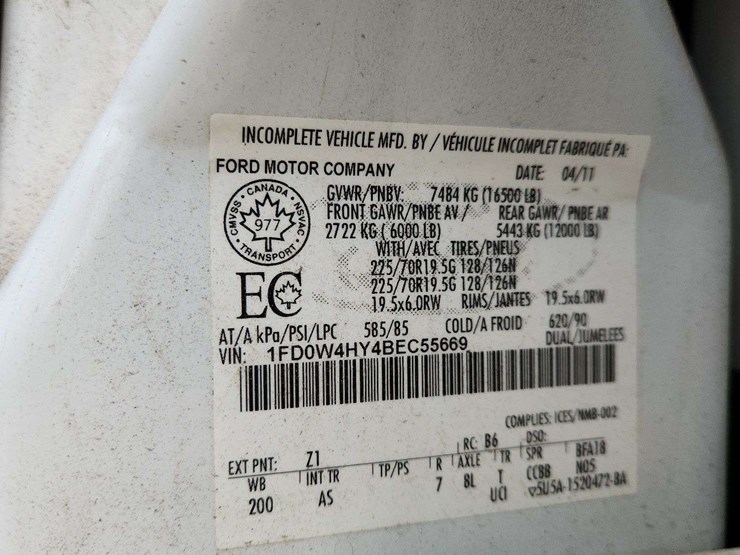 INCOMPLETE VEHICLE MFD. BY / VÉHICULE INCOMPLET FABRIQUÉ PA:
FORD MOTOR COMPANY
DATE: 04/11
CMVSS · CANADA · NSVAC
977
TRANSPORT
GVWR/PNBV: 7484 KG (16500 LB)
FRONT GAWR/PNBE AV / REAR GAWR/ PNBE AR
2722 KG ( 6000 LB) 5443 KG (12000 LB)
WITH/AVEC TIRES/PNEUS
225/70R19.5G 128/126N
225/70R19.5G 128/126N
19.5x6.0RW RIMS/JANTES 19.5x6.0RW
EC
AT/A kPa/PSI/LPC 585/85 COLD/A FROID 620/90
DUAL/JUMELEES
VIN: 1FD0W4HY4BEC55669
COMPLIES: ICES/NMB-002
EXT PNT: Z1 RC: B6 DSO:
WB INT TR TP/PS R AXLE TR SPR BFA18
200 AS 7 8L T CCBB NOS
UCI ▽5U5A-1520472-BA